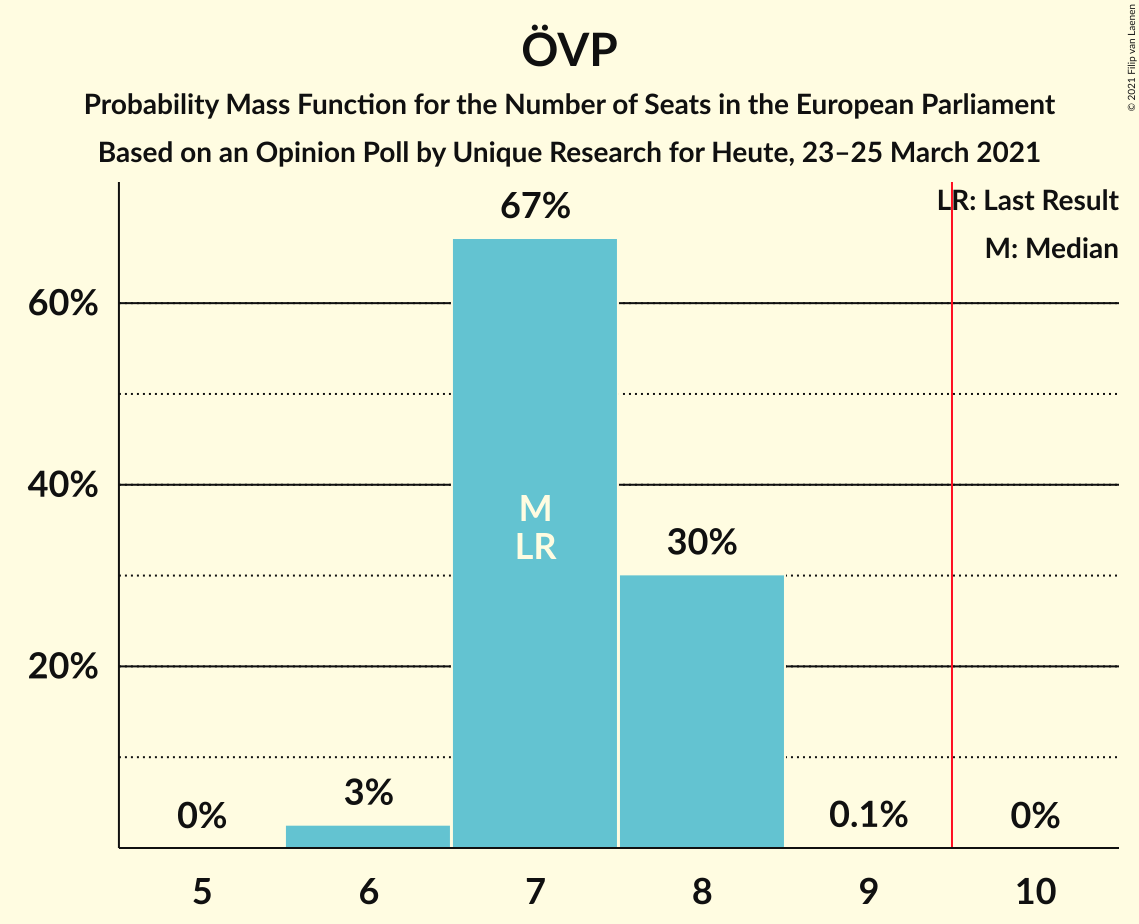 ÖVP
Probability Mass Function for the Number of Seats in the European Parliament
Based on an Opinion Poll by Unique Research for Heute, 23–25 March 2021
© 2021 Filip van Laenen
LR: Last Result
M: Median
67%
60%
M
LR
40%
30%
20%
3%
0%
0.1%
0%
5 6 7 8 9 10